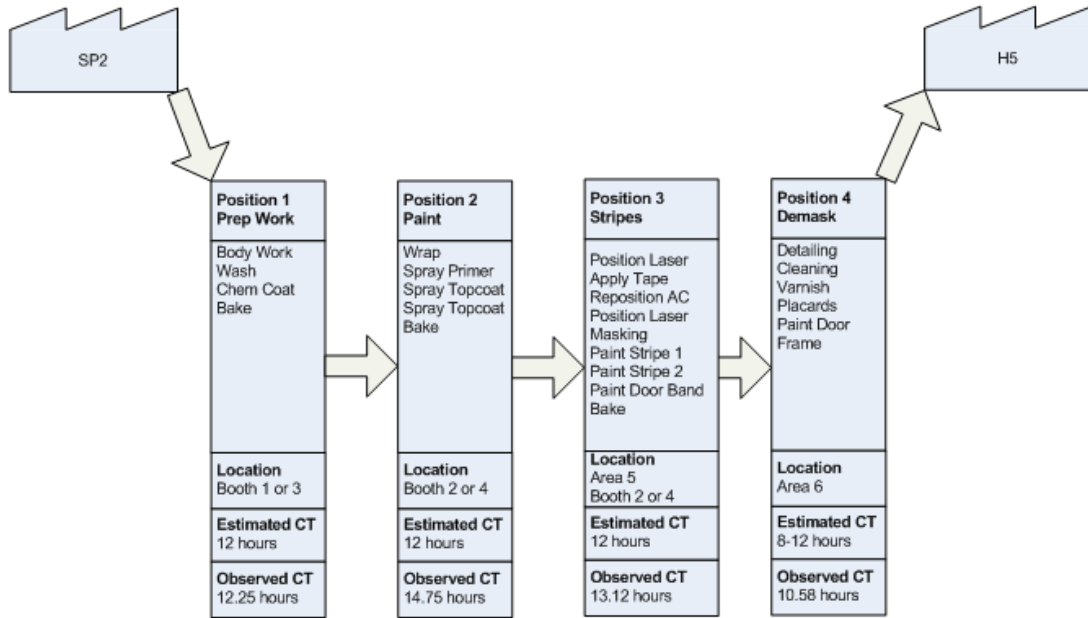 SP2
H5
Position 1
Prep Work
Body Work
Wash
Chem Coat
Bake
Location
Booth 1 or 3
Estimated CT
12 hours
Observed CT
12.25 hours
Position 2
Paint
Wrap
Spray Primer
Spray Topcoat
Spray Topcoat
Bake
Location
Booth 2 or 4
Estimated CT
12 hours
Observed CT
14.75 hours
Position 3
Stripes
Position Laser
Apply Tape
Reposition AC
Position Laser
Masking
Paint Stripe 1
Paint Stripe 2
Paint Door Band
Bake
Location
Area 5
Booth 2 or 4
Estimated CT
12 hours
Observed CT
13.12 hours
Position 4
Demask
Detailing
Cleaning
Varnish
Placards
Paint Door
Frame
Location
Area 6
Estimated CT
8-12 hours
Observed CT
10.58 hours